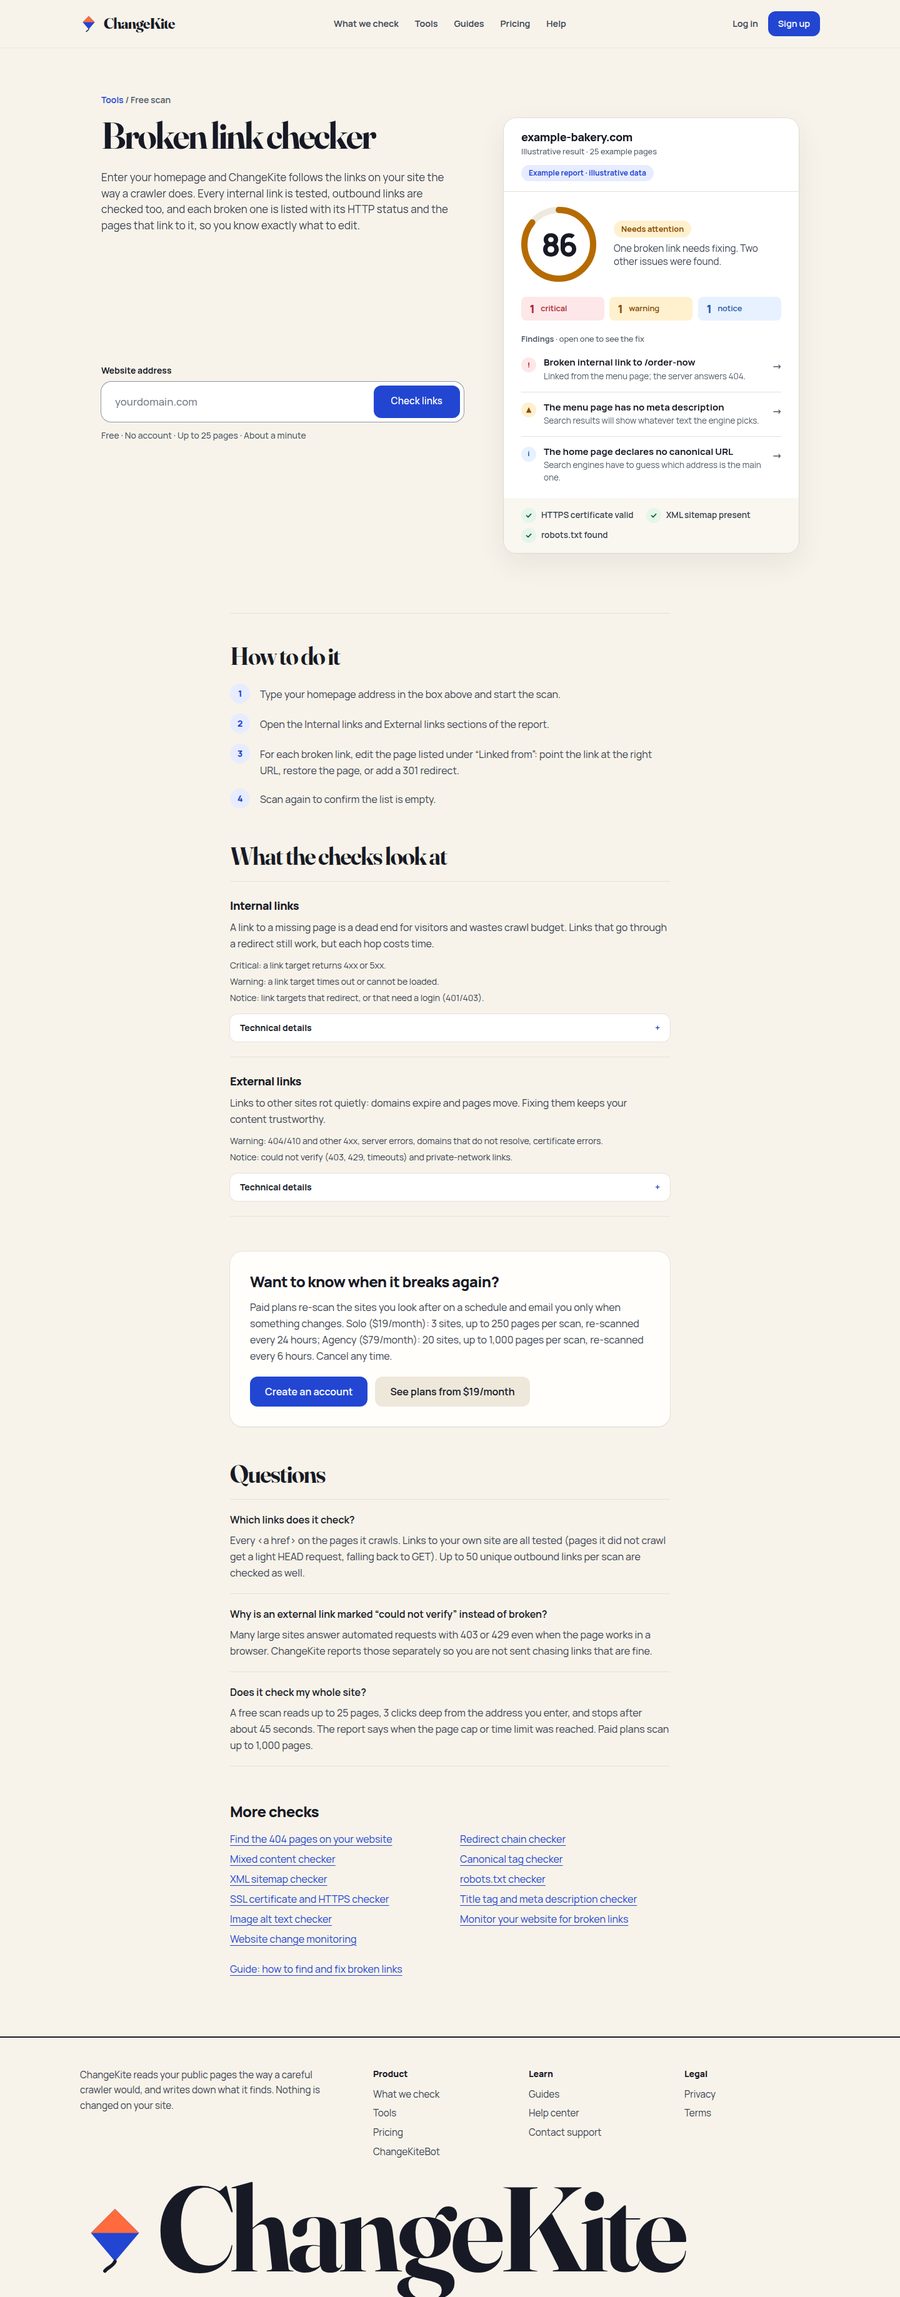 ChangeKite
What we check
Tools
Guides
Pricing
Help
Log in
Sign up
Tools / Free scan
Broken link checker
Enter your homepage and ChangeKite follows the links on your site the
way a crawler does. Every internal link is tested, outbound links are
checked too, and each broken one is listed with its HTTP status and the
pages that link to it, so you know exactly what to edit.
Website address
yourdomain.com
Check links
Free · No account · Up to 25 pages · About a minute
example-bakery.com
Illustrative result · 25 example pages
Example report · illustrative data
86
Needs attention
One broken link needs fixing. Two
other issues were found.
1 critical
1 warning
1 notice
Findings · open one to see the fix
Broken internal link to /order-now
Linked from the menu page; the server answers 404.
The menu page has no meta description
Search results will show whatever text the engine picks.
The home page declares no canonical URL
Search engines have to guess which address is the main
one.
HTTPS certificate valid
XML sitemap present
robots.txt found
How to do it
1 Type your homepage address in the box above and start the scan.
2 Open the Internal links and External links sections of the report.
3 For each broken link, edit the page listed under “Linked from”: point the link at the right
URL, restore the page, or add a 301 redirect.
4 Scan again to confirm the list is empty.
What the checks look at
Internal links
A link to a missing page is a dead end for visitors and wastes crawl budget. Links that go through
a redirect still work, but each hop costs time.
Critical: a link target returns 4xx or 5xx.
Warning: a link target times out or cannot be loaded.
Notice: link targets that redirect, or that need a login (401/403).
Technical details +
External links
Links to other sites rot quietly: domains expire and pages move. Fixing them keeps your
content trustworthy.
Warning: 404/410 and other 4xx, server errors, domains that do not resolve, certificate errors.
Notice: could not verify (403, 429, timeouts) and private-network links.
Technical details +
Want to know when it breaks again?
Paid plans re-scan the sites you look after on a schedule and email you only when
something changes. Solo ($19/month): 3 sites, up to 250 pages per scan, re-scanned
every 24 hours; Agency ($79/month): 20 sites, up to 1,000 pages per scan, re-scanned
every 6 hours. Cancel any time.
Create an account
See plans from $19/month
Questions
Which links does it check?
Every <a href> on the pages it crawls. Links to your own site are all tested (pages it did not crawl
get a light HEAD request, falling back to GET). Up to 50 unique outbound links per scan are
checked as well.
Why is an external link marked “could not verify” instead of broken?
Many large sites answer automated requests with 403 or 429 even when the page works in a
browser. ChangeKite reports those separately so you are not sent chasing links that are fine.
Does it check my whole site?
A free scan reads up to 25 pages, 3 clicks deep from the address you enter, and stops after
about 45 seconds. The report says when the page cap or time limit was reached. Paid plans scan
up to 1,000 pages.
More checks
Find the 404 pages on your website
Redirect chain checker
Mixed content checker
Canonical tag checker
XML sitemap checker
robots.txt checker
SSL certificate and HTTPS checker
Title tag and meta description checker
Image alt text checker
Monitor your website for broken links
Website change monitoring
Guide: how to find and fix broken links
ChangeKite reads your public pages the way a careful
crawler would, and writes down what it finds. Nothing is
changed on your site.
Product
What we check
Tools
Pricing
ChangeKiteBot
Learn
Guides
Help center
Contact support
Legal
Privacy
Terms
ChangeKite